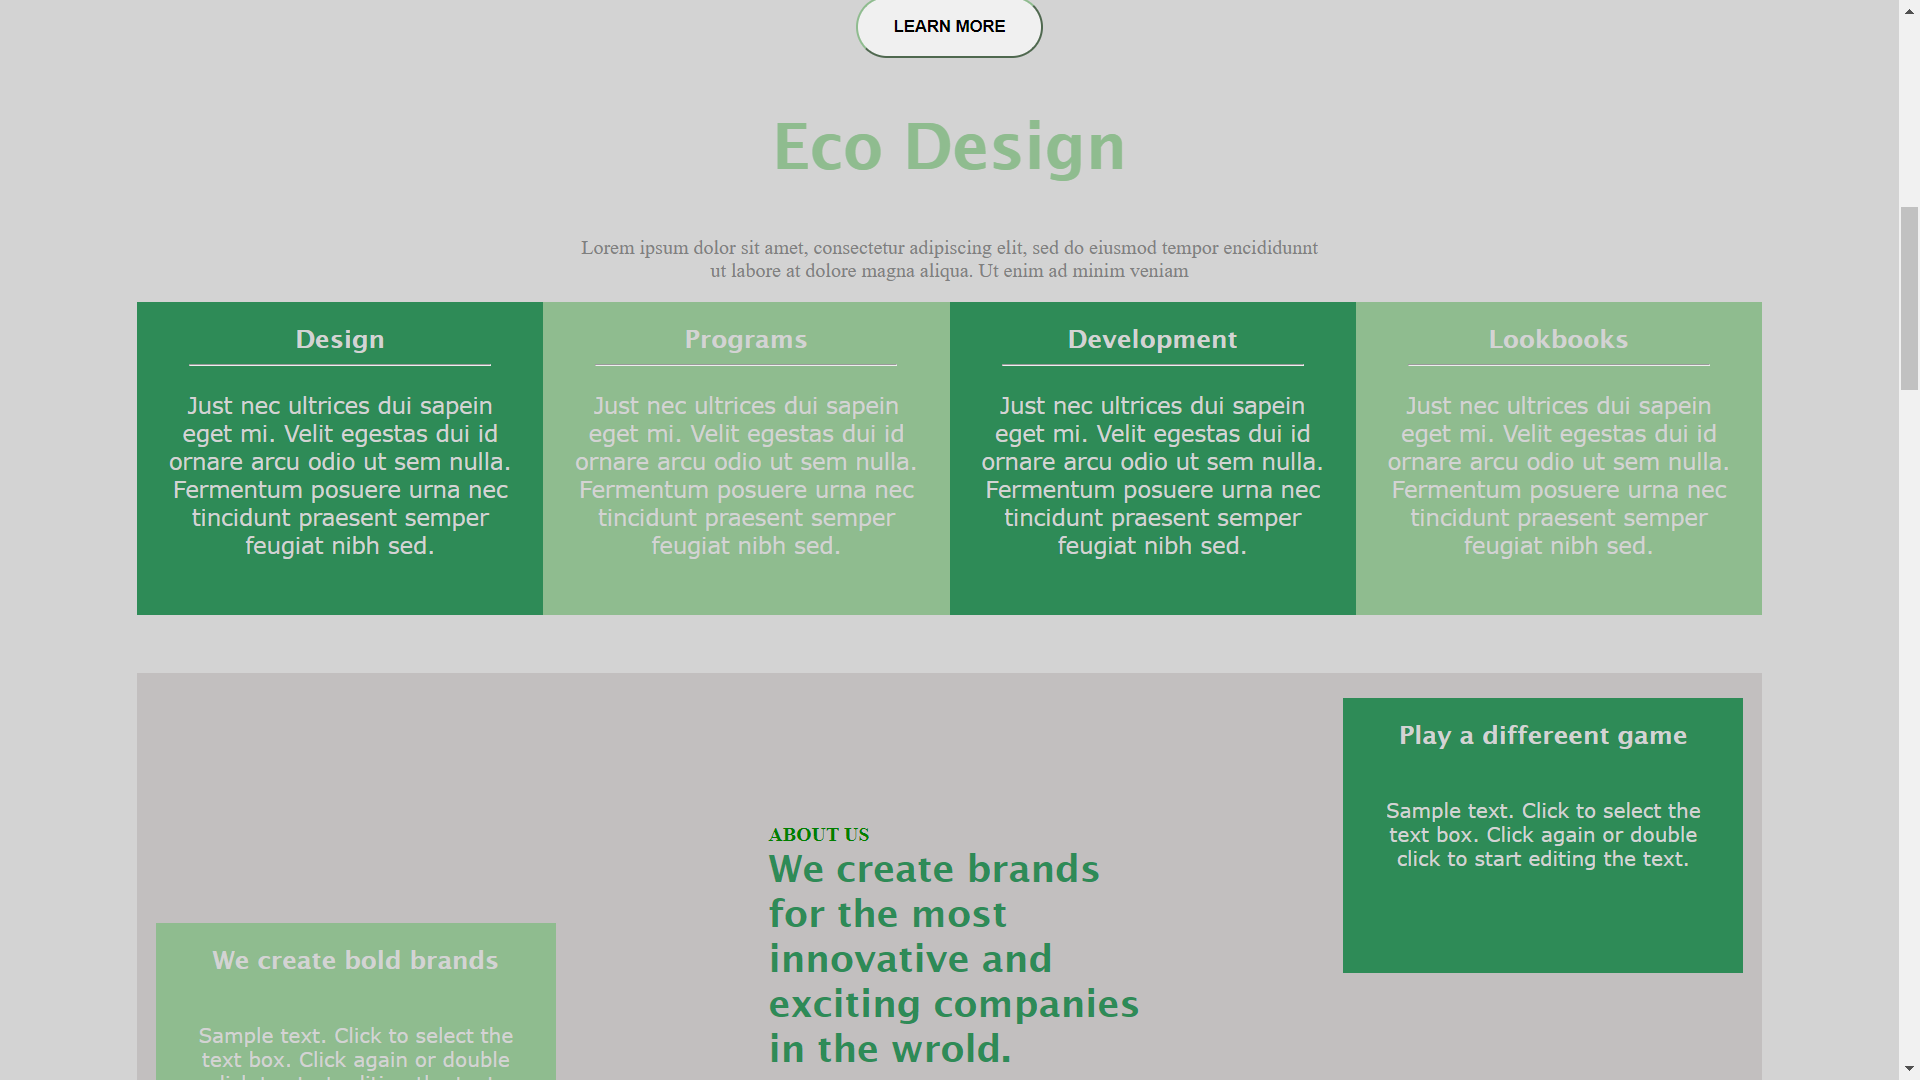 LEARN MORE
Eco Design
Lorem ipsum dolor sit amet, consectetur adipiscing elit, sed do eiusmod tempor encididunnt
ut labore at dolore magna aliqua. Ut enim ad minim veniam
Design
Just nec ultrices dui sapein
eget mi. Velit egestas dui id
ornare arcu odio ut sem nulla.
Fermentum posuere urna nec
tincidunt praesent semper
feugiat nibh sed.
Programs
Just nec ultrices dui sapein
eget mi. Velit egestas dui id
ornare arcu odio ut sem nulla.
Fermentum posuere urna nec
tincidunt praesent semper
feugiat nibh sed.
Development
Just nec ultrices dui sapein
eget mi. Velit egestas dui id
ornare arcu odio ut sem nulla.
Fermentum posuere urna nec
tincidunt praesent semper
feugiat nibh sed.
Lookbooks
Just nec ultrices dui sapein
eget mi. Velit egestas dui id
ornare arcu odio ut sem nulla.
Fermentum posuere urna nec
tincidunt praesent semper
feugiat nibh sed.
We create bold brands
Sample text. Click to select the
text box. Click again or double
ABOUT US
We create brands
for the most
innovative and
exciting companies
in the wrold.
Play a differeent game
Sample text. Click to select the
text box. Click again or double
click to start editing the text.